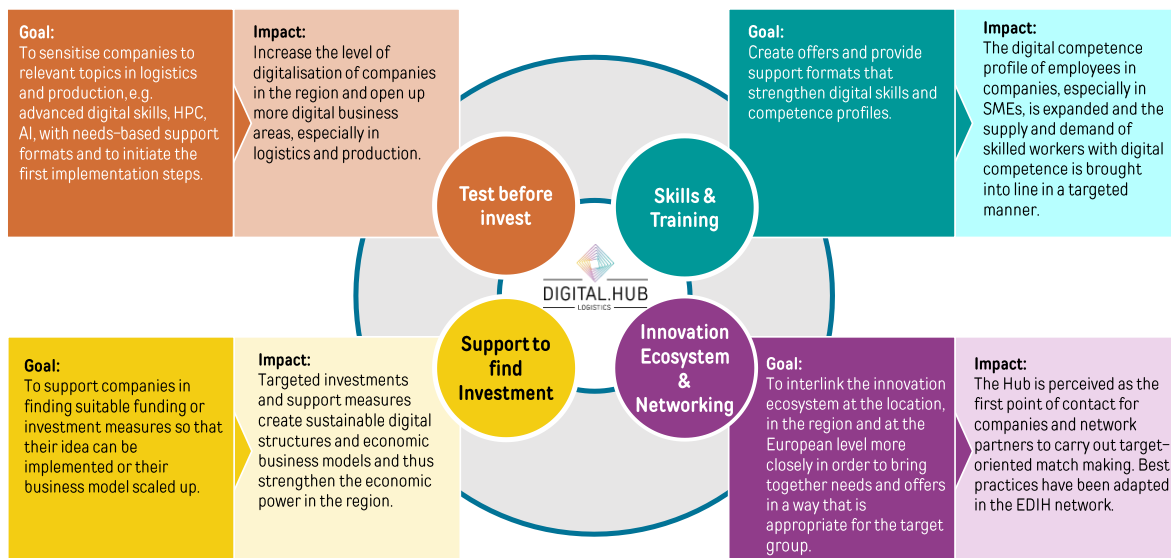 Goal:
To sensitise companies to
relevant topics in logistics
and production, e.g.
advanced digital skills, HPC,
AI, with needs-based support
formats and to initiate the
first implementation steps.
Impact:
Increase the level of
digitalisation of companies
in the region and open up
more digital business
areas, especially in
logistics and production.
Test before
invest
Goal:
Create offers and provide
support formats that
strengthen digital skills and
competence profiles.
Impact:
The digital competence
profile of employees in
companies, especially in
SMEs, is expanded and the
supply and demand of
skilled workers with digital
competence is brought
into line in a targeted
manner.
Skills &
Training
DIGITAL.HUB
LOGISTICS
Goal:
To support companies in
finding suitable funding or
investment measures so that
their idea can be
implemented or their
business model scaled up.
Impact:
Targeted investments
and support measures
create sustainable digital
structures and economic
business models and thus
strengthen the economic
power in the region.
Support to
find
Investment
Innovation
Ecosystem
&
Networking
Goal:
To interlink the innovation
ecosystem at the location,
in the region and at the
European level more
closely in order to bring
together needs and offers
in a way that is
appropriate for the target
group.
Impact:
The Hub is perceived as the
first point of contact for
companies and network
partners to carry out target-
oriented match making. Best
practices have been adapted
in the EDIH network.